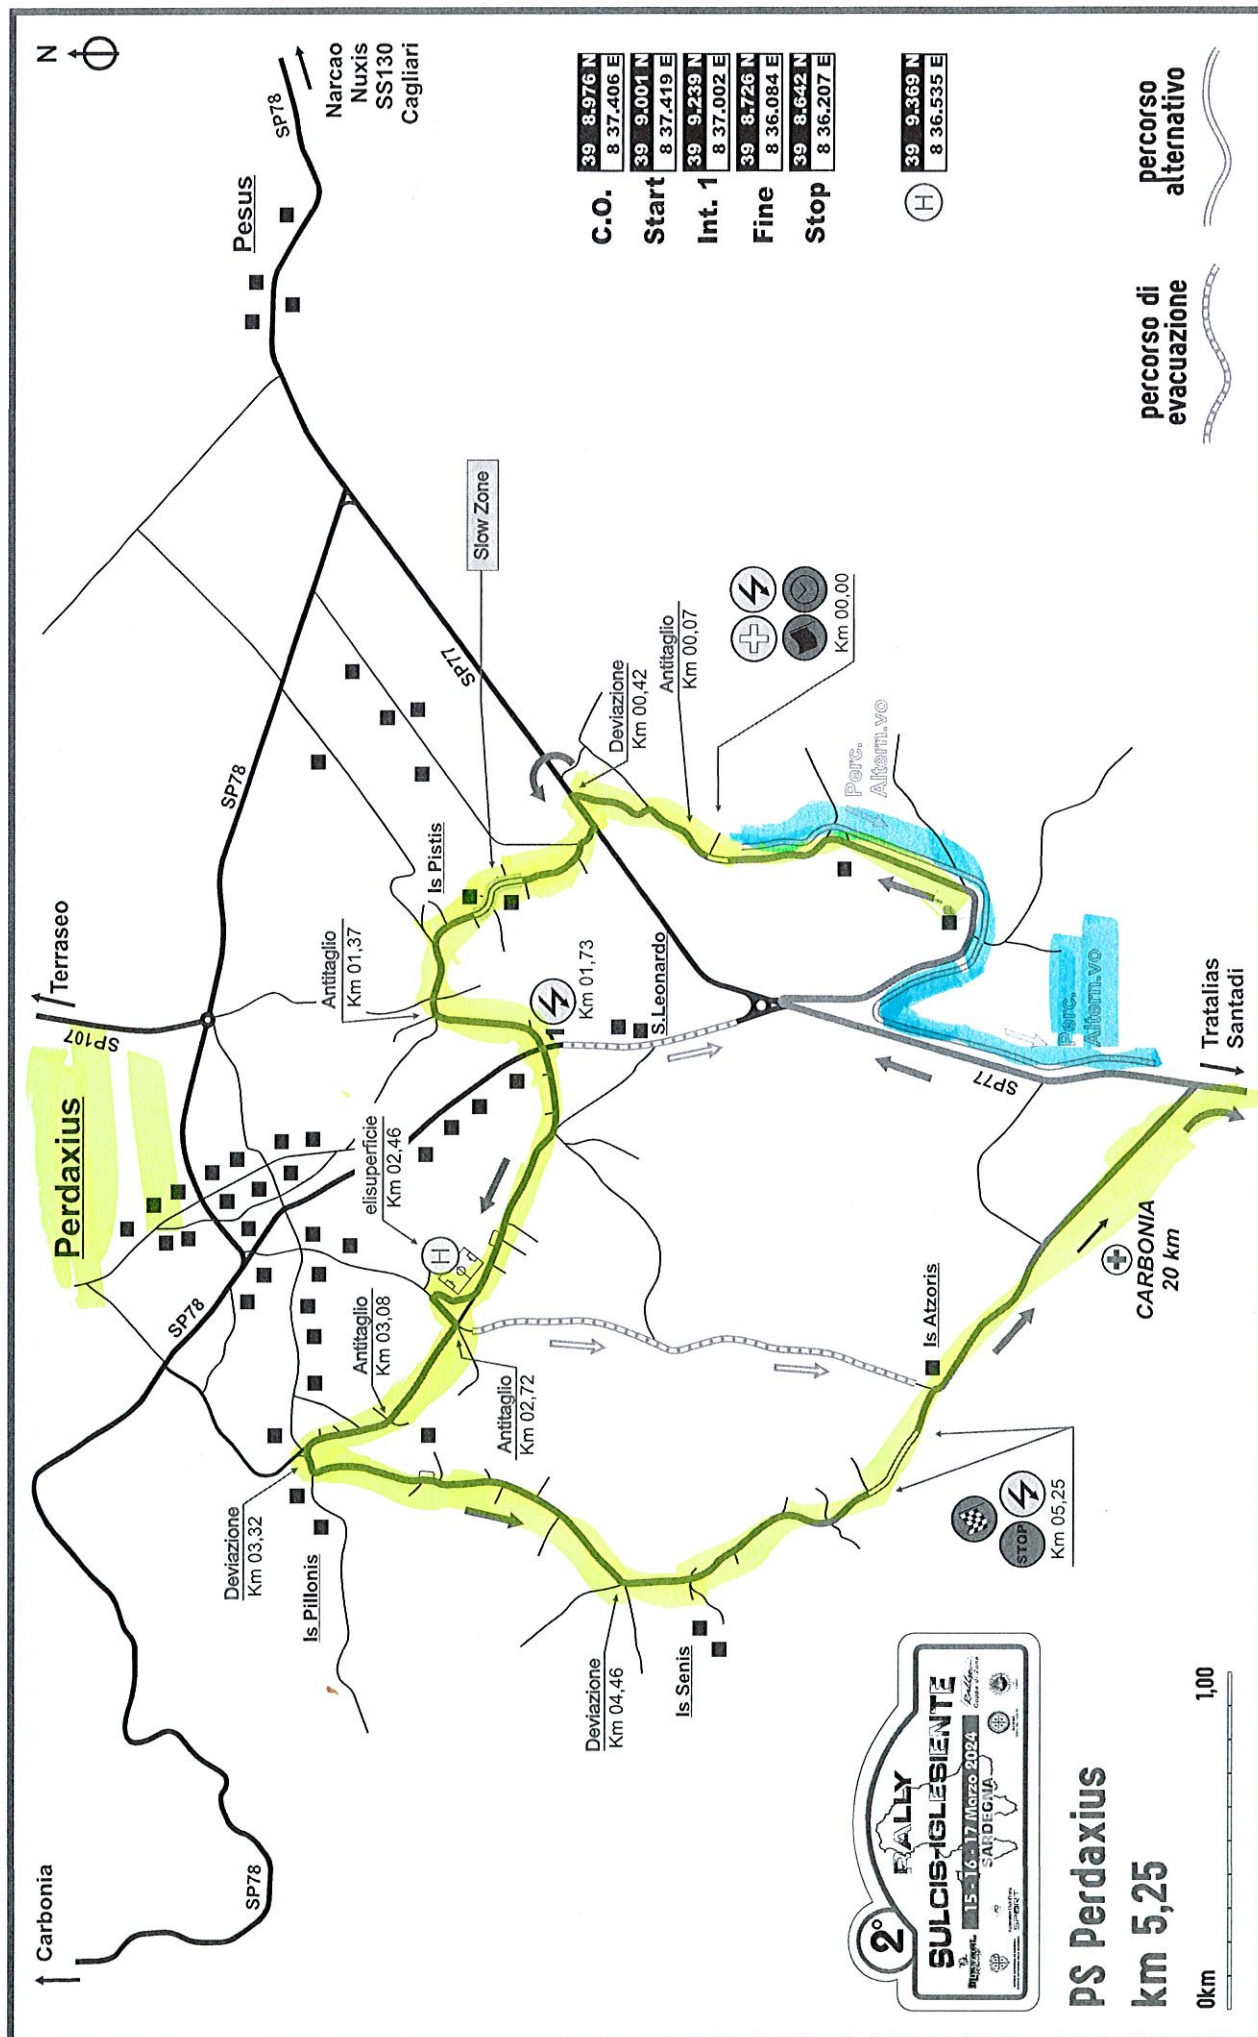 N
Narcao
Nuxis
SS130
Cagliari
SP78
Pesus
C.O. 39 8.976 N
8 37.406 E
Start 39 9.001 N
8 37.419 E
Int. 1 39 9.239 N
8 37.002 E
Fine 39 8.726 N
8 36.084 E
Stop 39 8.642 N
8 36.207 E
H 39 9.369 N
8 36.535 E
percorso
alternativo
percorso di
evacuazione
Slow Zone
SP77
SP78
Deviazione
Km 00,42
Antitaglio
Km 00,07
Km 00,00
Perc.
Altern.vo
Is Pistis
Terraseo
SP107
Antitaglio
Km 01,37
1
Km 01,73
S.Leonardo
Perc.
Altern.vo
SP77
Tratalias
Santadi
Perdaxius
elisuperficie
Km 02,46
H
SP78
Antitaglio
Km 03,08
Antitaglio
Km 02,72
Is Atzoris
CARBONIA
20 km
Deviazione
Km 03,32
Is Pillonis
STOP
Km 05,25
Deviazione
Km 04,46
Is Senis
Carbonia
SP78
2°
RALLY
SULCIS-IGLESIENTE
15 - 16 - 17 Marzo 2024
SARDEGNA
SPORT
PS Perdaxius
km 5,25
0km
1,00